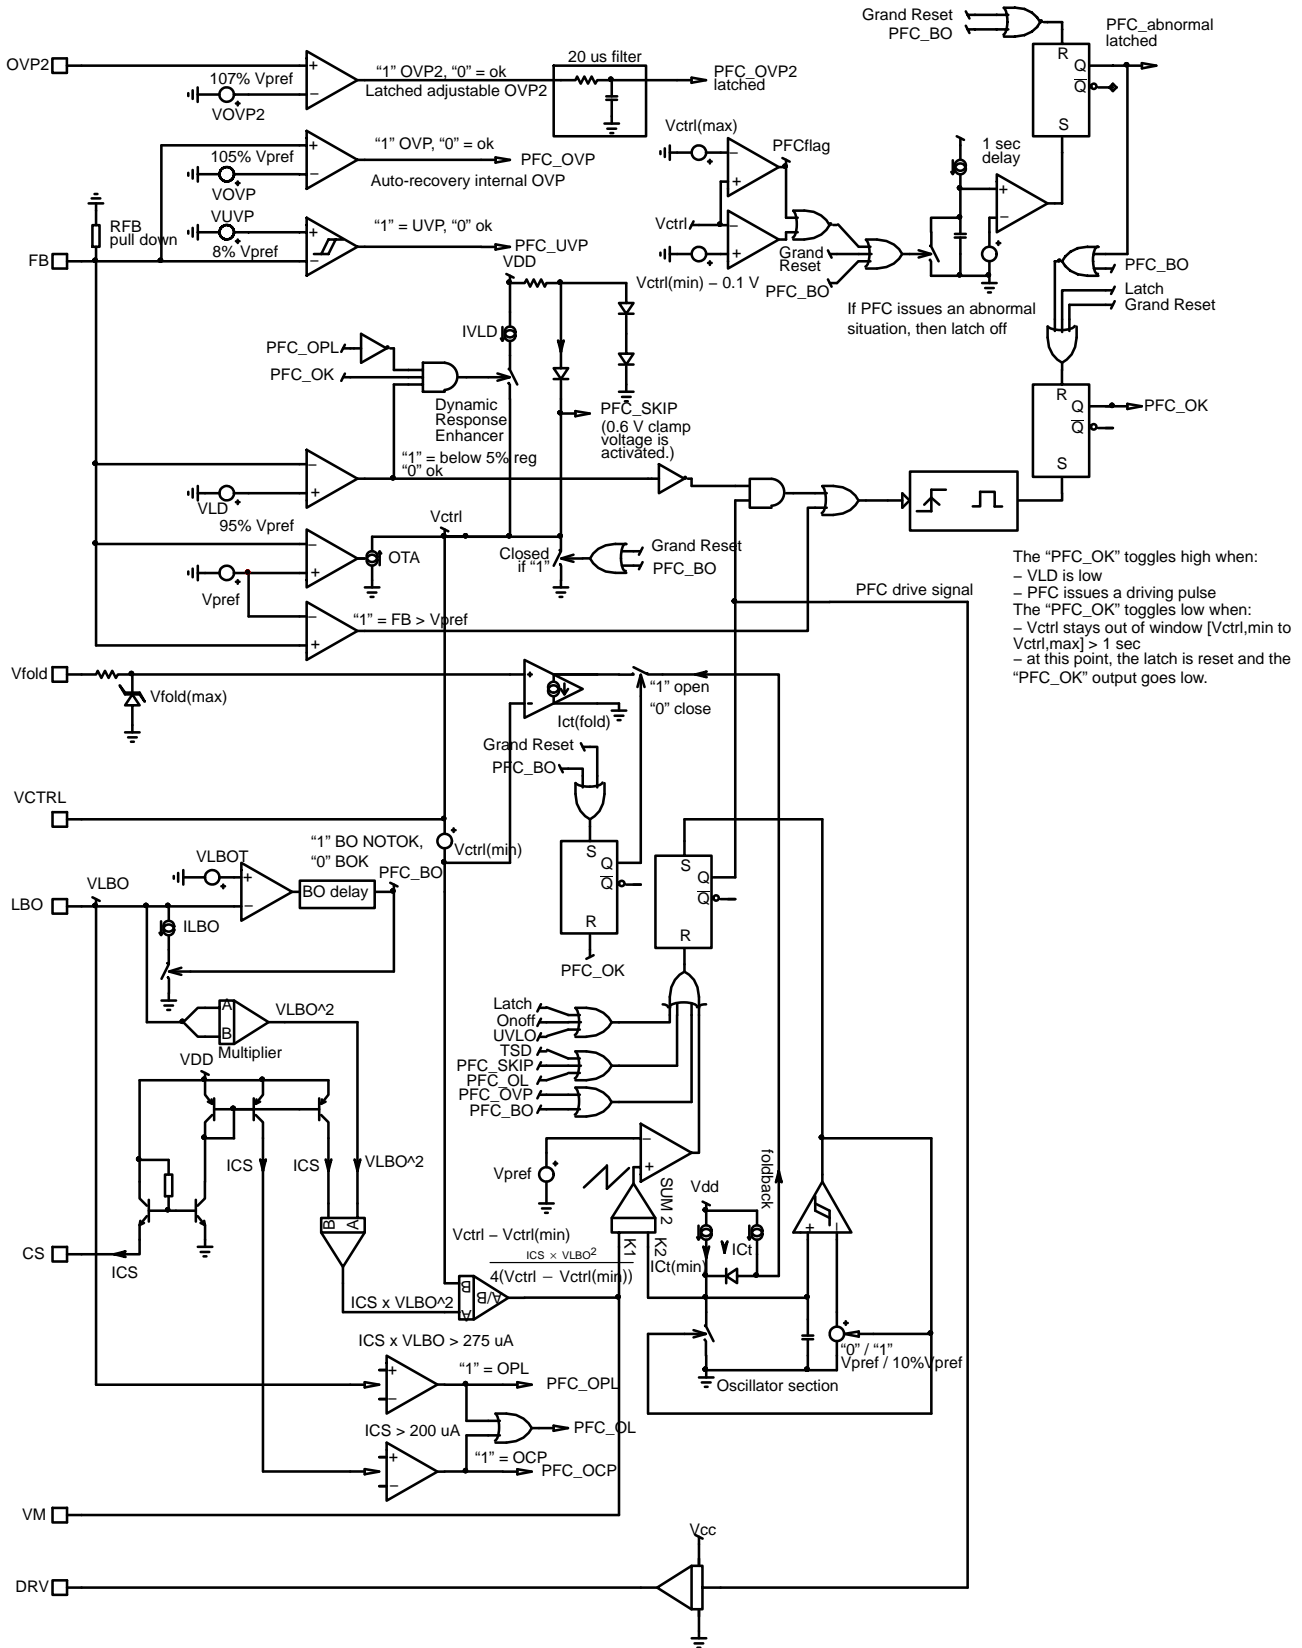 Grand Reset
PFC_BO
PFC_abnormal
latched
R
Q
Q
S
OVP2
107% Vpref
VOVP2
+
−
“1” OVP2, “0” = ok
Latched adjustable OVP2
20 us filter
PFC_OVP2
latched
105% Vpref
VOVP
+
−
“1” OVP, “0” = ok
PFC_OVP
Auto-recovery internal OVP
Vctrl(max)
PFCflag
−
+
Vctrl
+
−
Vctrl(min) − 0.1 V
Grand
Reset
PFC_BO
1 sec
delay
+
−
If PFC issues an abnormal
situation, then latch off
RFB
pull down
VUVP
8% Vpref
+
−
“1” = UVP, “0” ok
PFC_UVP
FB
PFC_BO
Latch
Grand Reset
VDD
IVLD
PFC_OPL
PFC_OK
Dynamic
Response
Enhancer
PFC_SKIP
(0.6 V clamp
voltage is
activated.)
R
Q
Q
S
PFC_OK
“1” = below 5% reg
“0” ok
−
+
VLD
95% Vpref
Vctrl
−
+
OTA
Closed
if “1”
Grand Reset
PFC_BO
Vpref
−
+
“1” = FB > Vpref
PFC drive signal
The “PFC_OK” toggles high when:
− VLD is low
− PFC issues a driving pulse
The “PFC_OK” toggles low when:
− Vctrl stays out of window [Vctrl,min to
Vctrl,max] > 1 sec
− at this point, the latch is reset and the
“PFC_OK” output goes low.
Vfold
Vfold(max)
+
−
Ict(fold)
“1” open
“0” close
Grand Reset
PFC_BO
VCTRL
Vctrl(min)
S
Q
Q
R
PFC_OK
S
Q
Q
R
“1” BO NOTOK,
“0” BOK
VLBOT
VLBO
+
−
BO delay
PFC_BO
LBO
ILBO
A
B
VLBO^2
Multiplier
VDD
Latch
Onoff
UVLO
TSD
PFC_SKIP
PFC_OL
PFC_OVP
PFC_BO
ICS
ICS
VLBO^2
B
A
Vpref
−
+
SUM 2
K1
K2
foldback
Vdd
ICt
ICt(min)
+
−
CS
ICS
Vctrl − Vctrl(min)
ICS × VLBO²
4(Vctrl − Vctrl(min))
ICS x VLBO^2
B
A
A/B
“0” / “1”
Vpref / 10%Vpref
Oscillator section
ICS x VLBO > 275 uA
+
−
“1” = OPL
PFC_OPL
PFC_OL
ICS > 200 uA
+
−
“1” = OCP
PFC_OCP
VM
Vcc
DRV